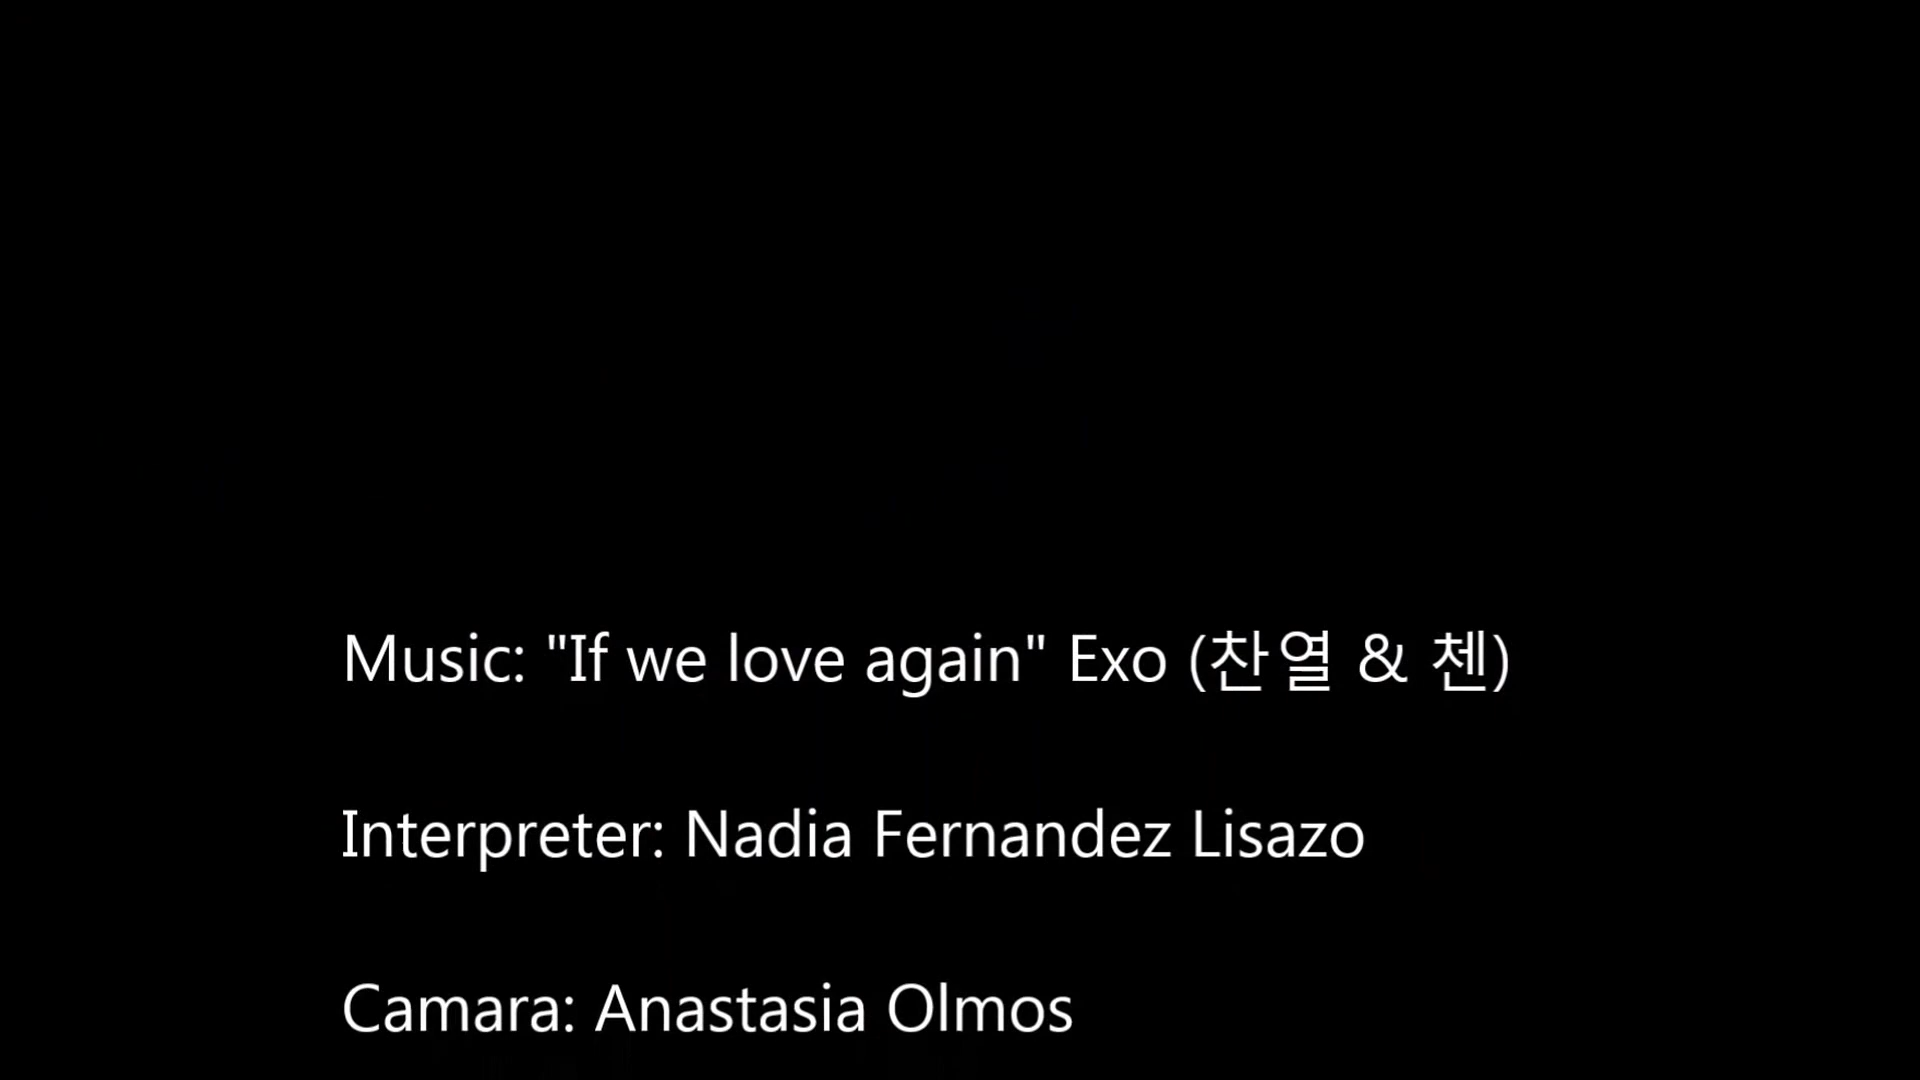 Music: "If we love again" Exo (찬열 & 첸)
Interpreter: Nadia Fernandez Lisazo
Camara: Anastasia Olmos